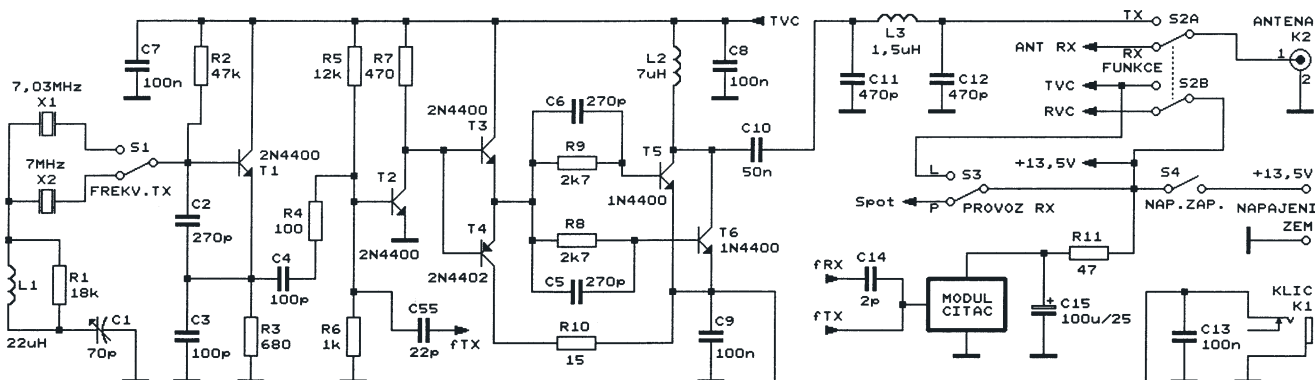 C7
100n
R2
47k
7,03MHz
X1
7MHz
X2
S1
FREKV.TX
2N4400
T1
C2
270p
L1
22uH
R1
18k
C1
70p
C3
100p
R3
680
C4
100p
R4
100
R5
12k
R7
470
T2
2N4400
R6
1k
C55
22p
fTX
2N4400
T3
T4
2N4402
C6
270p
R9
2k7
R8
2k7
C5
270p
R10
15
TVC
L2
7uH
C8
100n
T5
1N4400
T6
1N4400
C9
100n
C10
50n
L3
1,5uH
C11
470p
C12
470p
TX
S2A
ANT RX
RX
FUNKCE
TVC
S2B
RVC
ANTENA
K2
1
2
+13,5V
L
S3
Spot
P
PROVOZ RX
S4
NAP.ZAP.
+13,5V
NAPAJENI
ZEM
R11
47
fRX
C14
2p
fTX
MODUL
CITAC
+
C15
100u/25
C13
100n
KLIC
K1